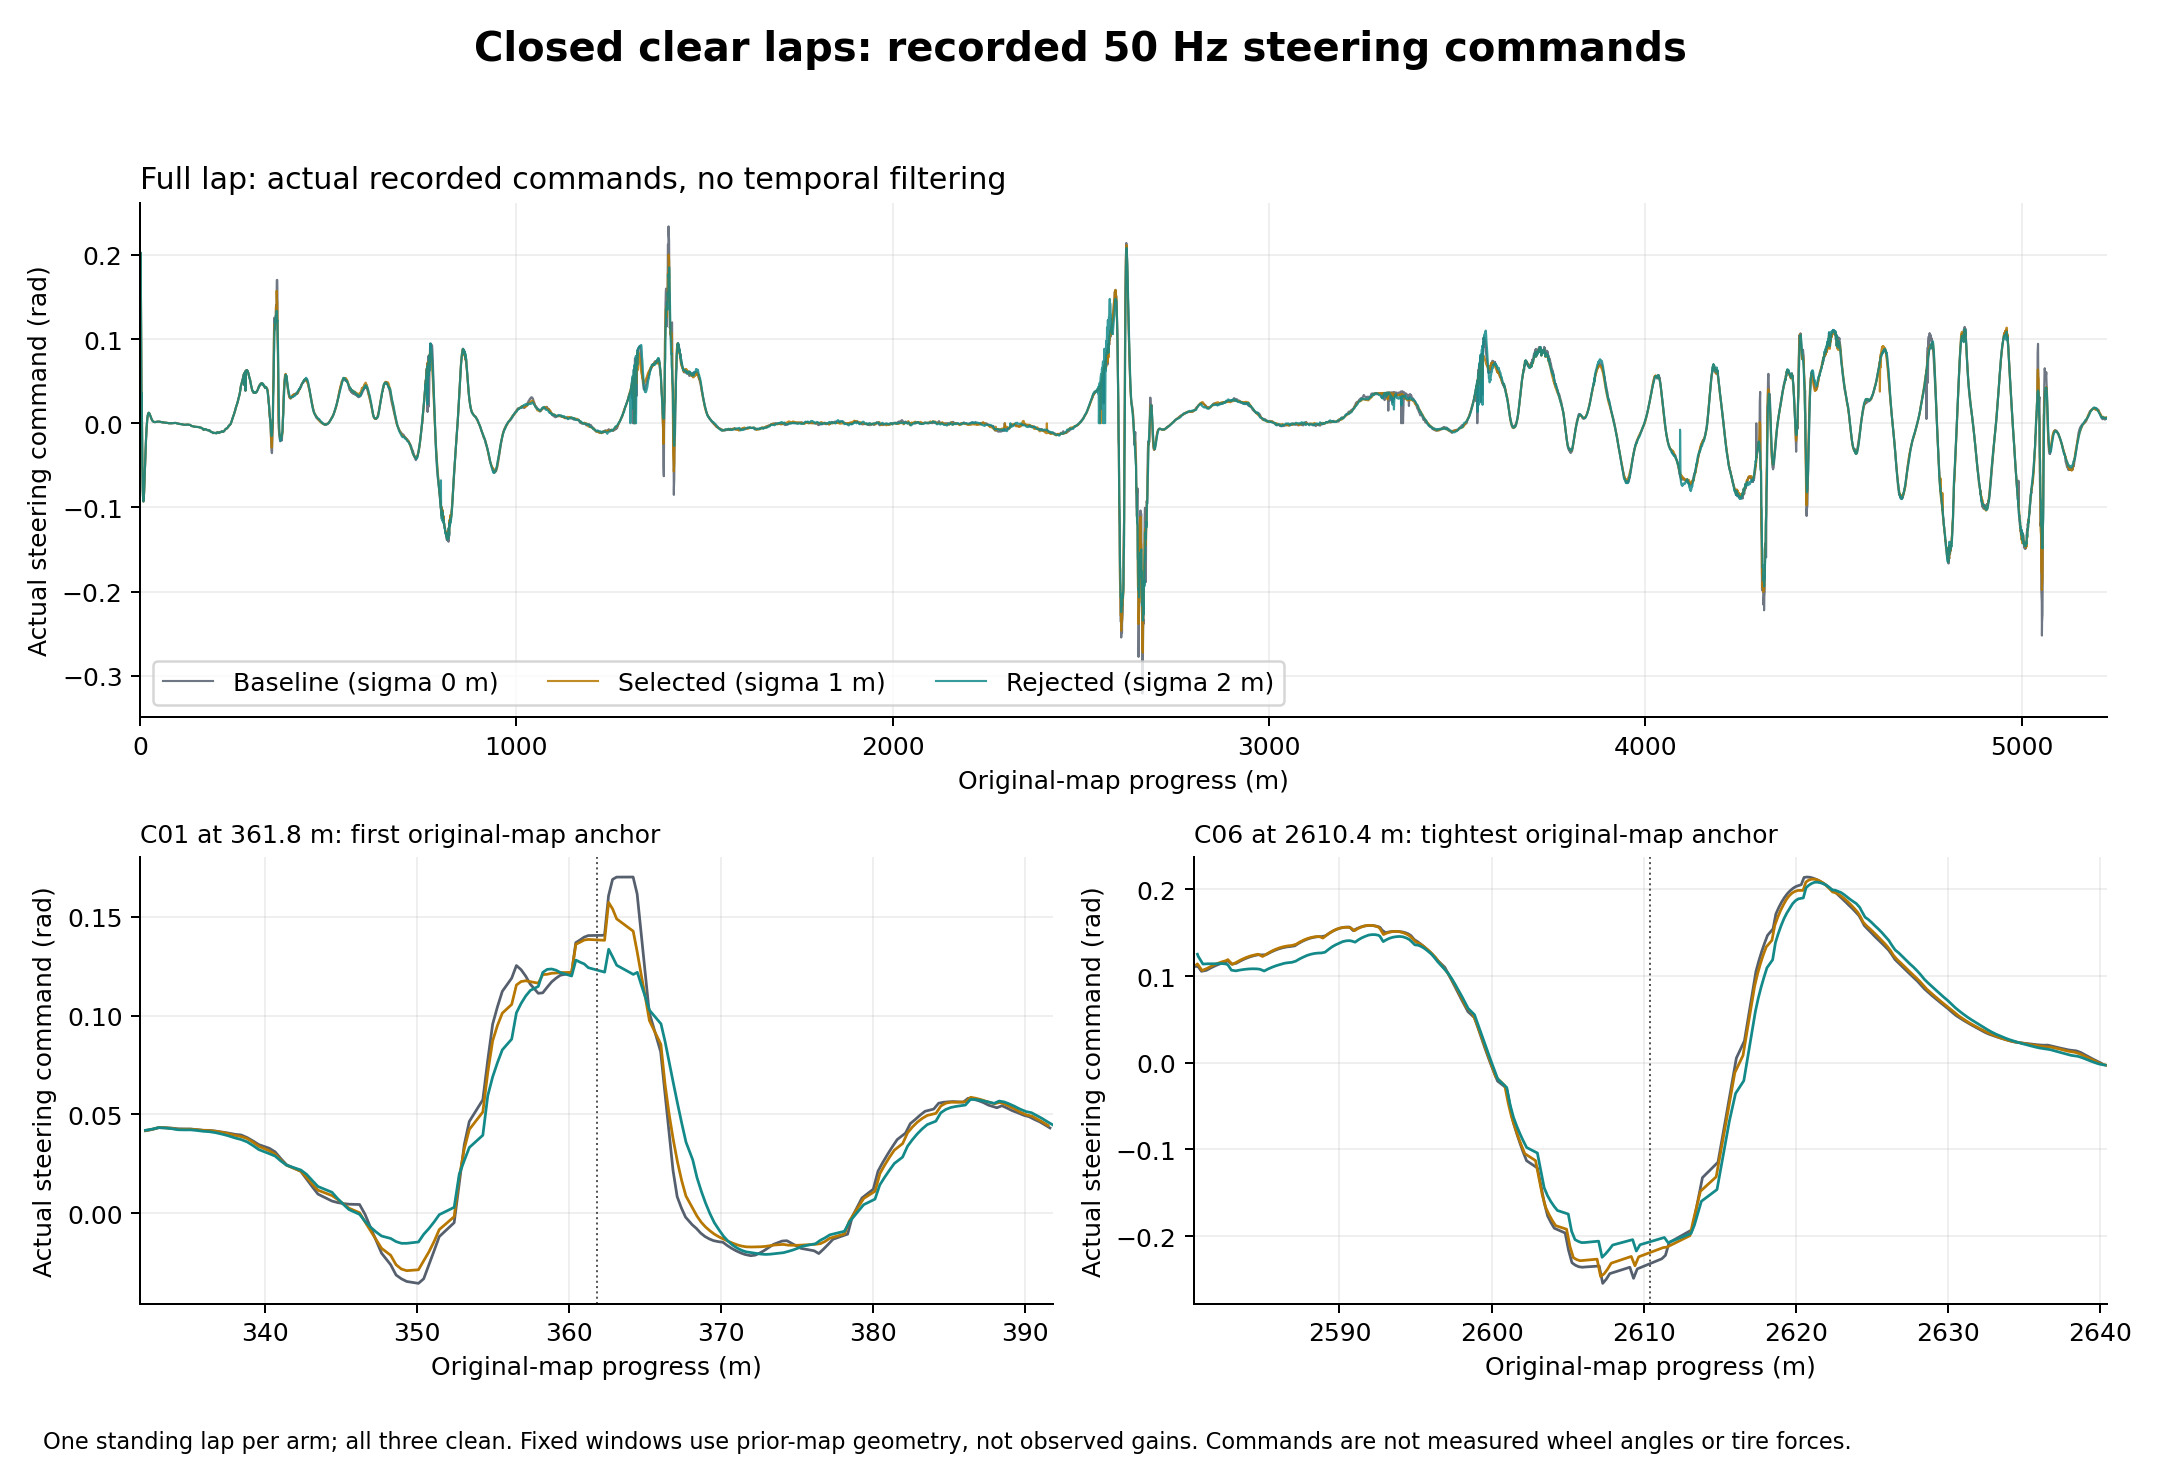 Closed clear laps: recorded 50 Hz steering commands
Full lap: actual recorded commands, no temporal filtering
Actual steering command (rad)
0.2
0.1
0.0
−0.1
−0.2
−0.3
Baseline (sigma 0 m)
Selected (sigma 1 m)
Rejected (sigma 2 m)
0
1000
2000
3000
4000
5000
Original-map progress (m)
C01 at 361.8 m: first original-map anchor
Actual steering command (rad)
0.15
0.10
0.05
0.00
340
350
360
370
380
390
Original-map progress (m)
C06 at 2610.4 m: tightest original-map anchor
Actual steering command (rad)
0.2
0.1
0.0
−0.1
−0.2
2590
2600
2610
2620
2630
2640
Original-map progress (m)
One standing lap per arm; all three clean. Fixed windows use prior-map geometry, not observed gains. Commands are not measured wheel angles or tire forces.